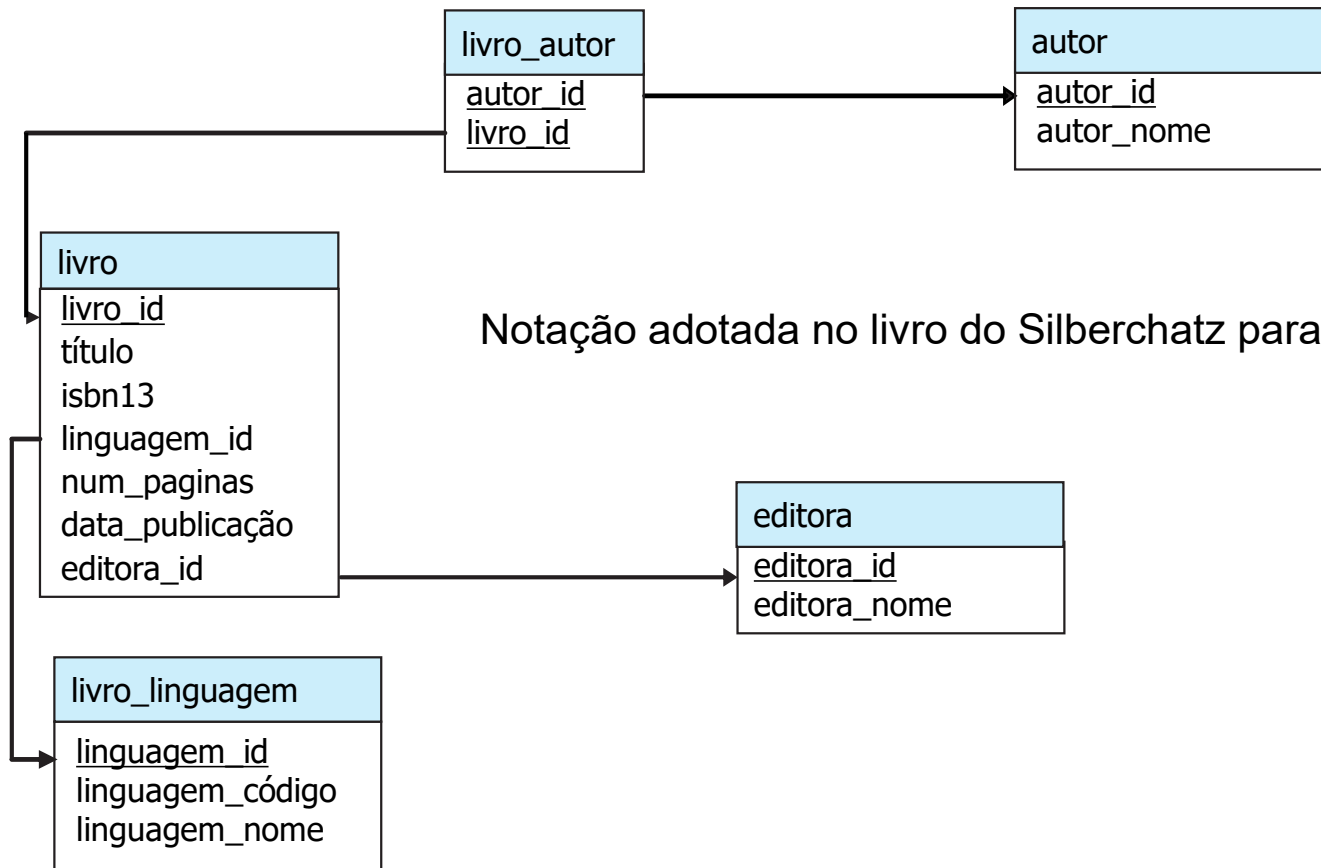 livro_autor
autor_id
livro_id
autor
autor_id
autor_nome
livro
livro_id
título
isbn13
linguagem_id
num_paginas
data_publicação
editora_id
Notação adotada no livro do Silberchatz para
editora
editora_id
editora_nome
livro_linguagem
linguagem_id
linguagem_código
linguagem_nome